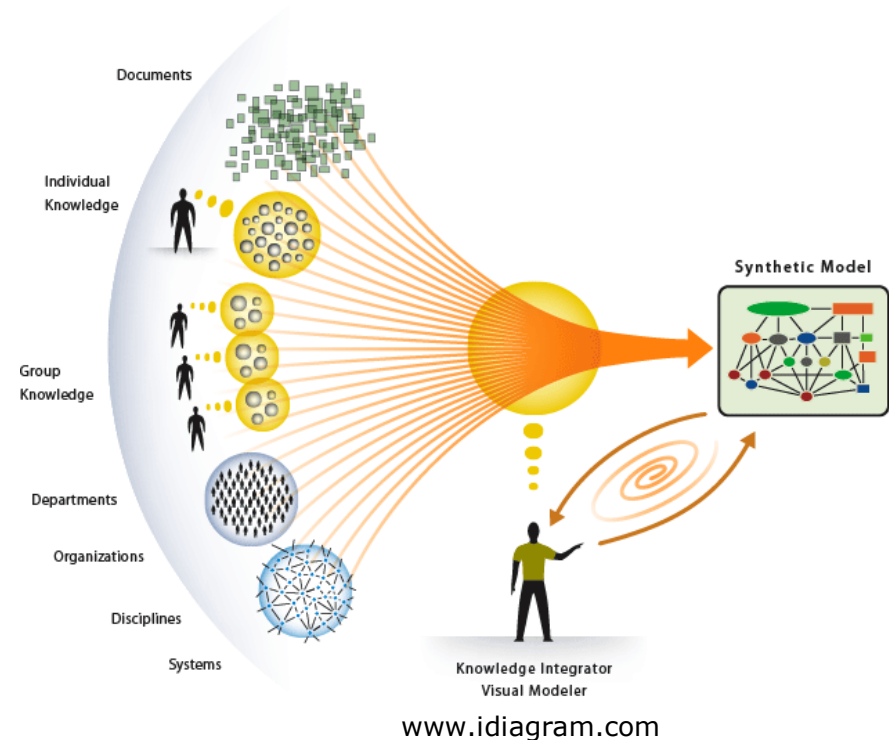 Documents
Individual
Knowledge
Group
Knowledge
Departments
Organizations
Disciplines
Systems
Synthetic Model
Knowledge Integrator
Visual Modeler
www.idiagram.com